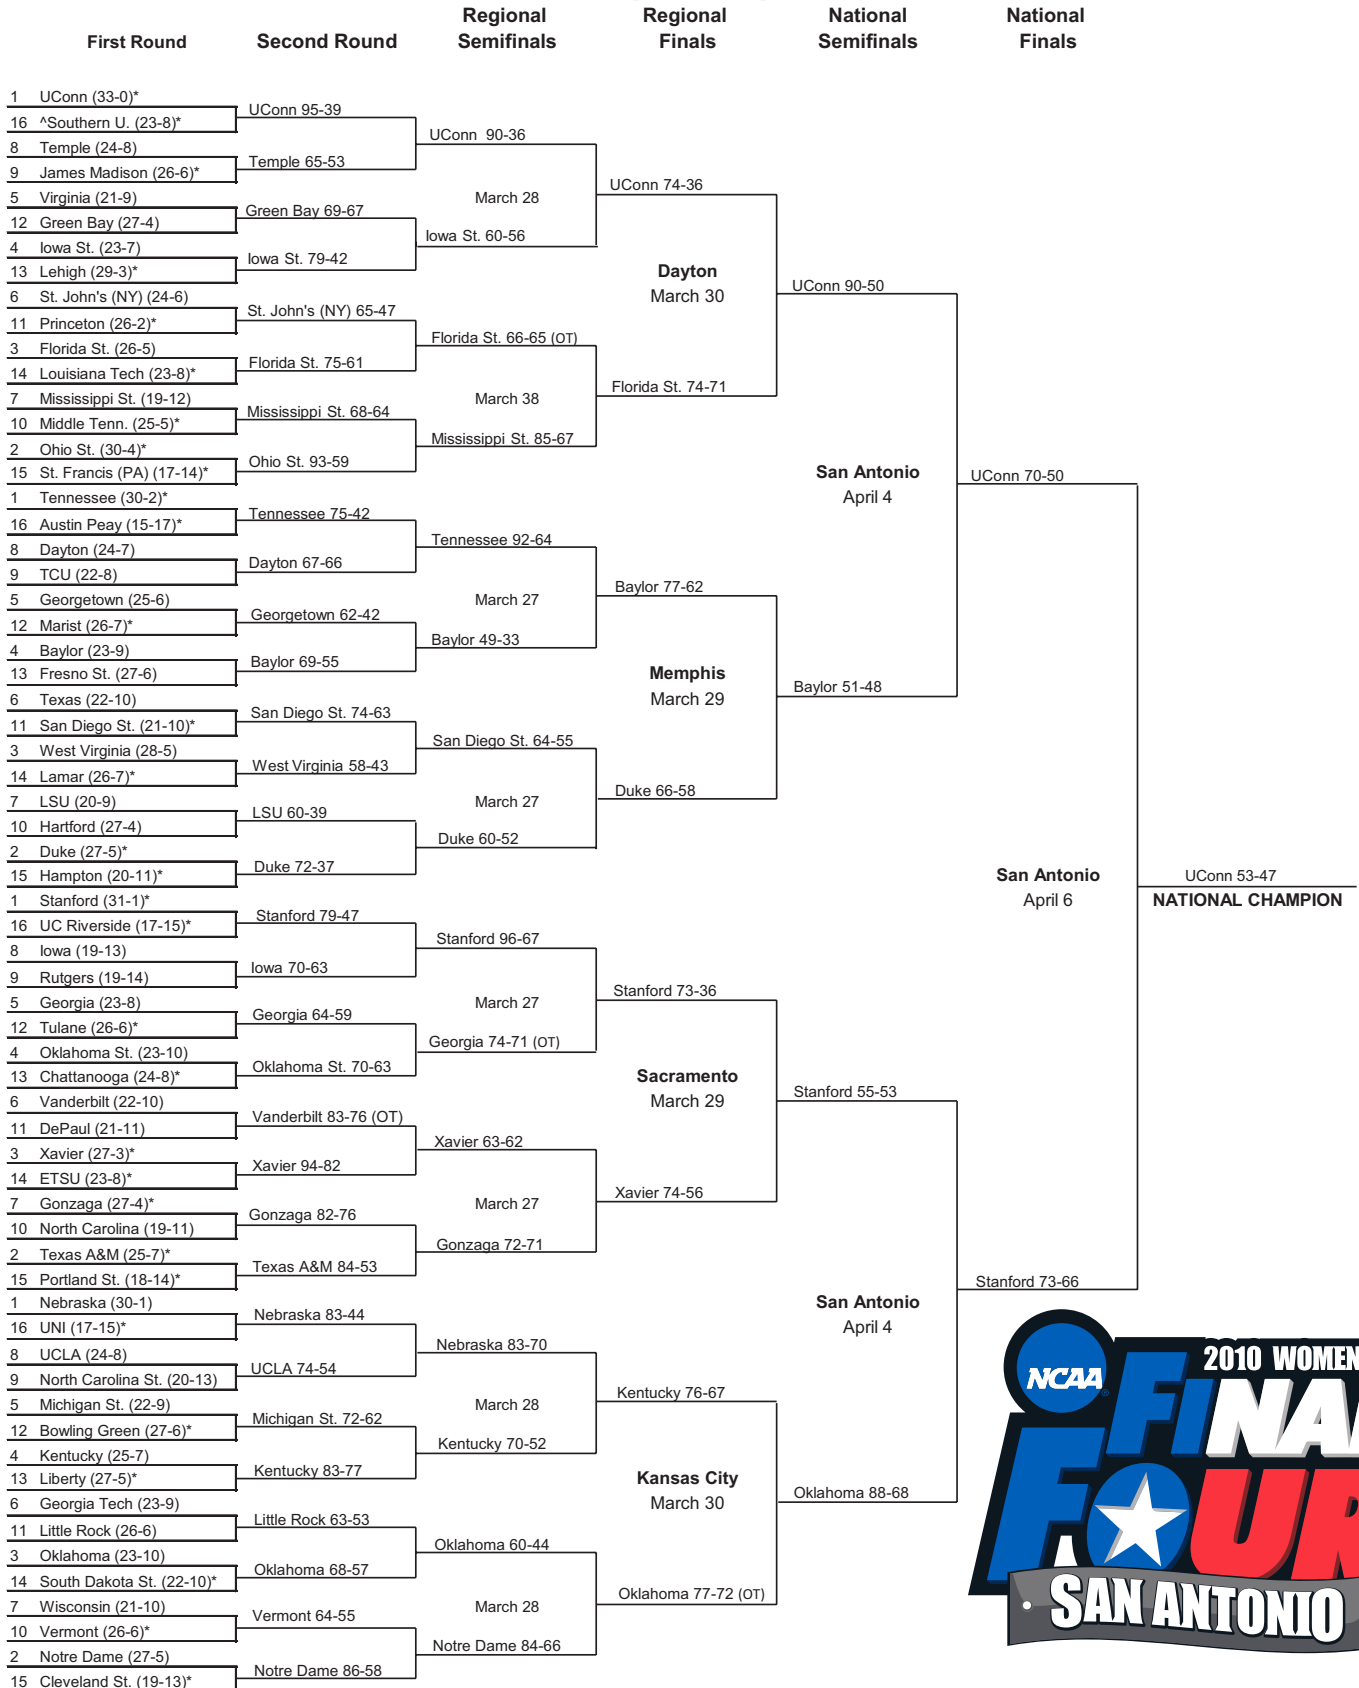 First Round
Second Round
Regional Semifinals
Regional Finals
National Semifinals
National Finals
1 UConn (33-0)*
16 ^Southern U. (23-8)*
8 Temple (24-8)
9 James Madison (26-6)*
5 Virginia (21-9)
12 Green Bay (27-4)
4 Iowa St. (23-7)
13 Lehigh (29-3)*
6 St. John's (NY) (24-6)
11 Princeton (26-2)*
3 Florida St. (26-5)
14 Louisiana Tech (23-8)*
7 Mississippi St. (19-12)
10 Middle Tenn. (25-5)*
2 Ohio St. (30-4)*
15 St. Francis (PA) (17-14)*
1 Tennessee (30-2)*
16 Austin Peay (15-17)*
8 Dayton (24-7)
9 TCU (22-8)
5 Georgetown (25-6)
12 Marist (26-7)*
4 Baylor (23-9)
13 Fresno St. (27-6)
6 Texas (22-10)
11 San Diego St. (21-10)*
3 West Virginia (28-5)
14 Lamar (26-7)*
7 LSU (20-9)
10 Hartford (27-4)
2 Duke (27-5)*
15 Hampton (20-11)*
1 Stanford (31-1)*
16 UC Riverside (17-15)*
8 Iowa (19-13)
9 Rutgers (19-14)
5 Georgia (23-8)
12 Tulane (26-6)*
4 Oklahoma St. (23-10)
13 Chattanooga (24-8)*
6 Vanderbilt (22-10)
11 DePaul (21-11)
3 Xavier (27-3)*
14 ETSU (23-8)*
7 Gonzaga (27-4)*
10 North Carolina (19-11)
2 Texas A&M (25-7)*
15 Portland St. (18-14)*
1 Nebraska (30-1)
16 UNI (17-15)*
8 UCLA (24-8)
9 North Carolina St. (20-13)
5 Michigan St. (22-9)
12 Bowling Green (27-6)*
4 Kentucky (25-7)
13 Liberty (27-5)*
6 Georgia Tech (23-9)
11 Little Rock (26-6)
3 Oklahoma (23-10)
14 South Dakota St. (22-10)*
7 Wisconsin (21-10)
10 Vermont (26-6)*
2 Notre Dame (27-5)
15 Cleveland St. (19-13)*
UConn 95-39
Temple 65-53
Green Bay 69-67
Iowa St. 79-42
St. John's (NY) 65-47
Florida St. 75-61
Mississippi St. 68-64
Ohio St. 93-59
Tennessee 75-42
Dayton 67-66
Georgetown 62-42
Baylor 69-55
San Diego St. 74-63
West Virginia 58-43
LSU 60-39
Duke 72-37
Stanford 79-47
Iowa 70-63
Georgia 64-59
Oklahoma St. 70-63
Vanderbilt 83-76 (OT)
Xavier 94-82
Gonzaga 82-76
Texas A&M 84-53
Nebraska 83-44
UCLA 74-54
Michigan St. 72-62
Kentucky 83-77
Little Rock 63-53
Oklahoma 68-57
Vermont 64-55
Notre Dame 86-58
UConn 90-36
March 28
Iowa St. 60-56
Florida St. 66-65 (OT)
March 38
Mississippi St. 85-67
Tennessee 92-64
March 27
Baylor 49-33
San Diego St. 64-55
March 27
Duke 60-52
Stanford 96-67
March 27
Georgia 74-71 (OT)
Xavier 63-62
March 27
Gonzaga 72-71
Nebraska 83-70
March 28
Kentucky 70-52
Oklahoma 60-44
March 28
Notre Dame 84-66
UConn 74-36
Dayton
March 30
Florida St. 74-71
Baylor 77-62
Memphis
March 29
Duke 66-58
Stanford 73-36
Sacramento
March 29
Xavier 74-56
Kentucky 76-67
Kansas City
March 30
Oklahoma 77-72 (OT)
UConn 90-50
San Antonio
April 4
Baylor 51-48
Stanford 55-53
San Antonio
April 4
Oklahoma 88-68
UConn 70-50
San Antonio
April 6
Stanford 73-66
UConn 53-47
NATIONAL CHAMPION
NCAA
2010 WOMEN
FINA
FOUR
SAN ANTONIO